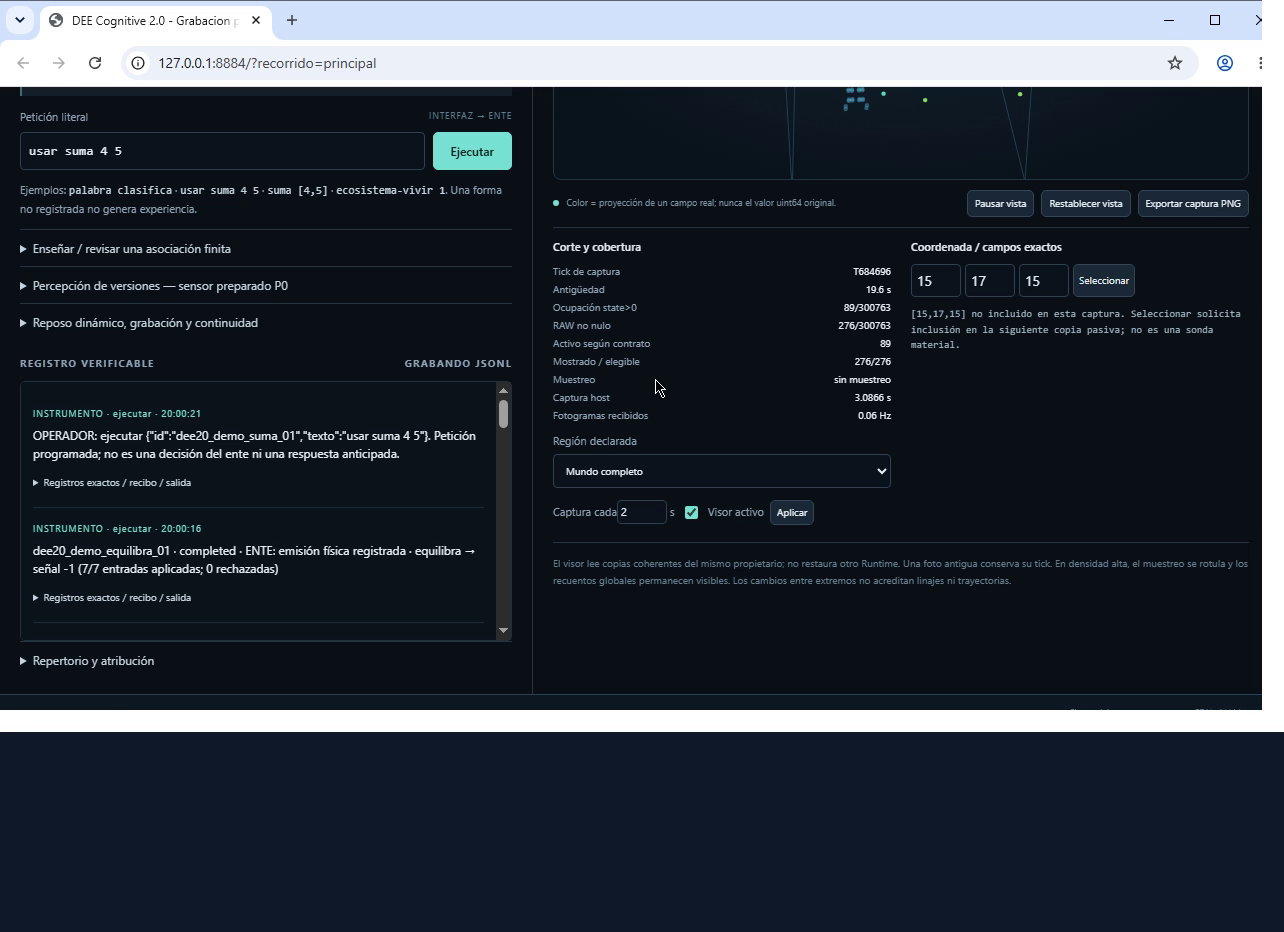 DEE Cognitive 2.0 - Grabacion
127.0.0.1:8884/?recorrido=principal
Petición literal
INTERFAZ → ENTE
usar suma 4 5
Ejecutar
Ejemplos: palabra clasifica · usar suma 4 5 · suma [4,5] · ecosistema-vivir 1. Una forma
no registrada no genera experiencia.
▶ Enseñar / revisar una asociación finita
▶ Percepción de versiones — sensor preparado P0
▶ Reposo dinámico, grabación y continuidad
REGISTRO VERIFICABLE
GRABANDO JSONL
INSTRUMENTO · ejecutar · 20:00:21
OPERADOR: ejecutar {"id":"dee20_demo_suma_01","texto":"usar suma 4 5"}. Petición
programada; no es una decisión del ente ni una respuesta anticipada.
▶ Registros exactos / recibo / salida
INSTRUMENTO · ejecutar · 20:00:16
dee20_demo_equilibra_01 · completed · ENTE: emisión física registrada · equilibra →
señal -1 (7/7 entradas aplicadas; 0 rechazadas)
▶ Registros exactos / recibo / salida
▶ Repertorio y atribución
Color = proyección de un campo real; nunca el valor uint64 original.
Pausar vista
Restablecer vista
Exportar captura PNG
Corte y cobertura
Tick de captura T684696
Antigüedad 19.6 s
Ocupación state>0 89/300763
RAW no nulo 276/300763
Activo según contrato 89
Mostrado / elegible 276/276
Muestreo sin muestreo
Captura host 3.0866 s
Fotogramas recibidos 0.06 Hz
Región declarada
Mundo completo
Captura cada 2 s Visor activo Aplicar
Coordenada / campos exactos
15 17 15 Seleccionar
[15,17,15] no incluido en esta captura. Seleccionar solicita
inclusión en la siguiente copia pasiva; no es una sonda
material.
El visor lee copias coherentes del mismo propietario; no restaura otro Runtime. Una foto antigua conserva su tick. En densidad alta, el muestreo se rotula y los
recuentos globales permanecen visibles. Los cambios entre extremos no acreditan linajes ni trayectorias.